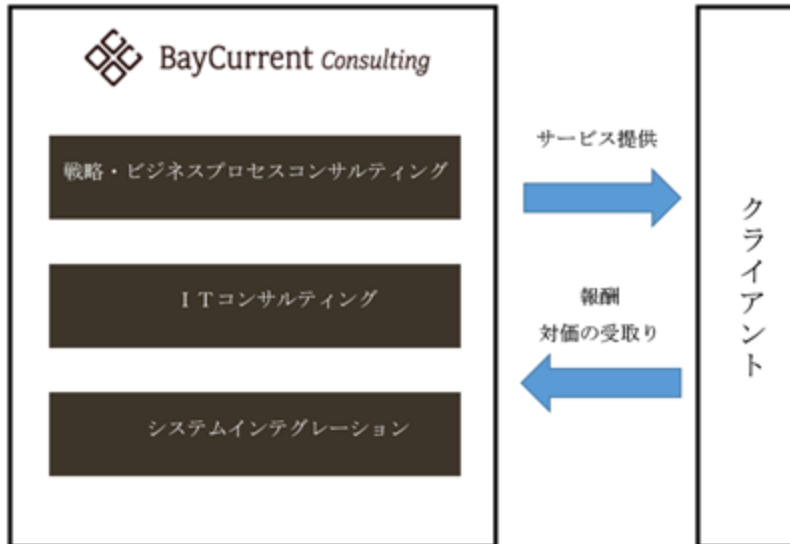 BayCurrent Consulting
戦略・ビジネスプロセスコンサルティング
ＩＴコンサルティング
システムインテグレーション
サービス提供
報酬
対価の受取り
クライアント